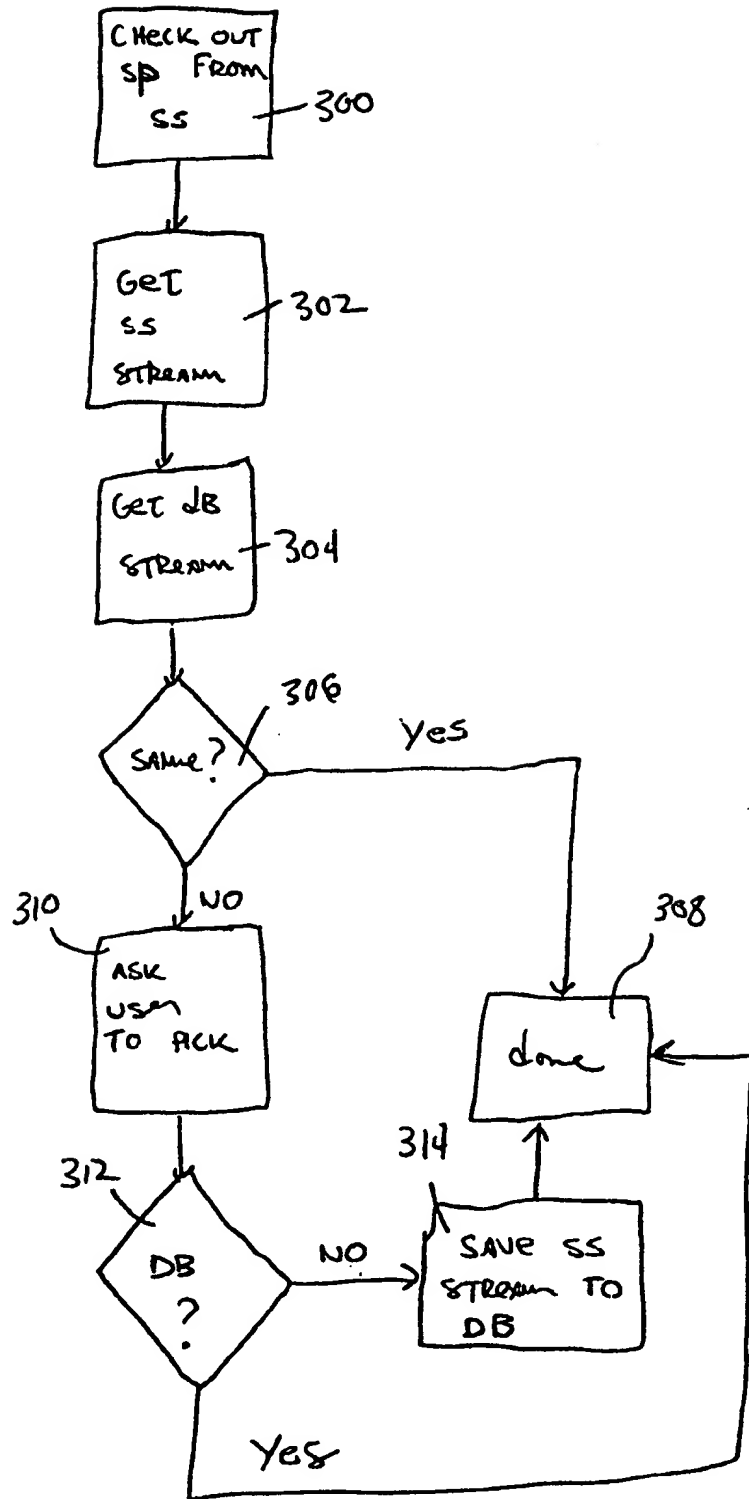 CHECK OUT
SP FROM
SS
300
GET
SS
STREAM
302
GET dB
STREAM
304
SAME?
306
Yes
NO
310
ASK
USER
TO PICK
308
done
312
DB
?
NO
314
SAVE SS
STREAM TO
DB
Yes